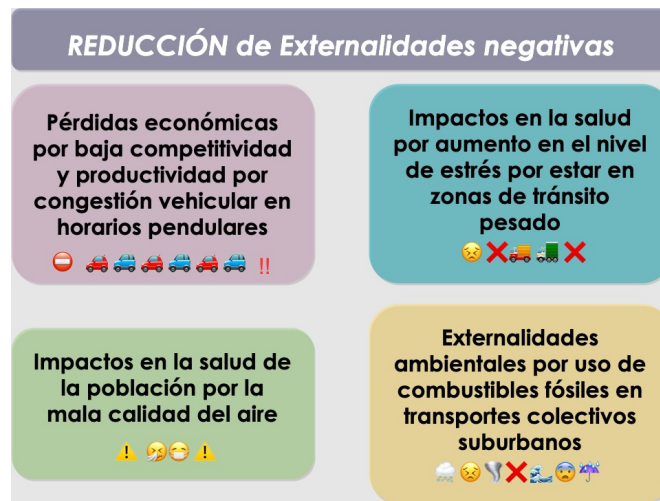 REDUCCIÓN de Externalidades negativas
Pérdidas económicas
por baja competitividad
y productividad por
congestión vehicular en
horarios pendulares
Impactos en la salud
por aumento en el nivel
de estrés por estar en
zonas de tránsito
pesado
Impactos en la salud de
la población por la
mala calidad del aire
Externalidades
ambientales por uso de
combustibles fósiles en
transportes colectivos
suburbanos